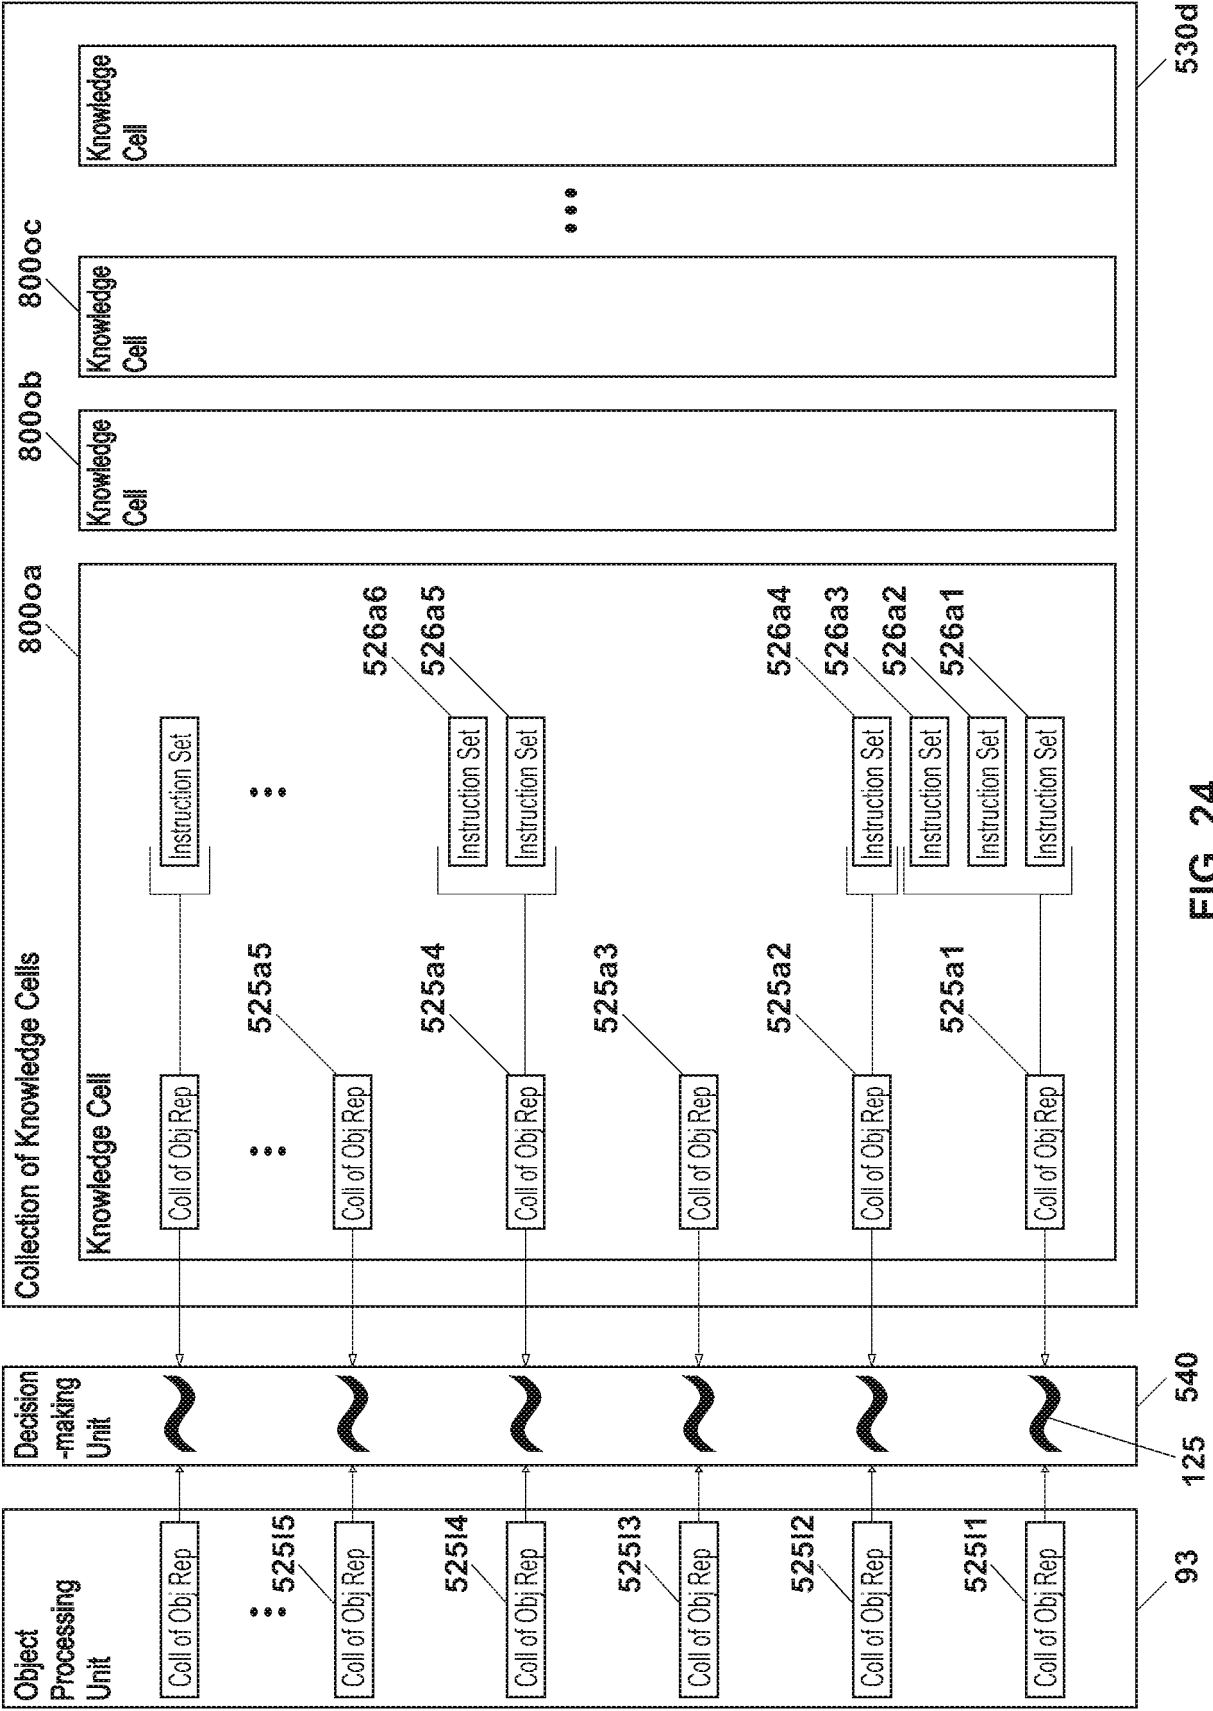 Object
Processing
Unit
Coll of Obj Rep
...
525l5
Coll of Obj Rep
525l4
Coll of Obj Rep
525l3
Coll of Obj Rep
525l2
Coll of Obj Rep
525l1
Coll of Obj Rep
93
Decision
-making
Unit
125
540
Collection of Knowledge Cells
Knowledge Cell
800oa
Coll of Obj Rep
Instruction Set
...
...
Coll of Obj Rep
525a5
Coll of Obj Rep
525a4
Instruction Set
526a6
Instruction Set
526a5
Coll of Obj Rep
525a3
Coll of Obj Rep
525a2
Instruction Set
526a4
Instruction Set
526a3
Instruction Set
526a2
Coll of Obj Rep
525a1
Instruction Set
526a1
Knowledge
Cell
800ob
Knowledge
Cell
800oc
...
Knowledge
Cell
530d
FIG. 24